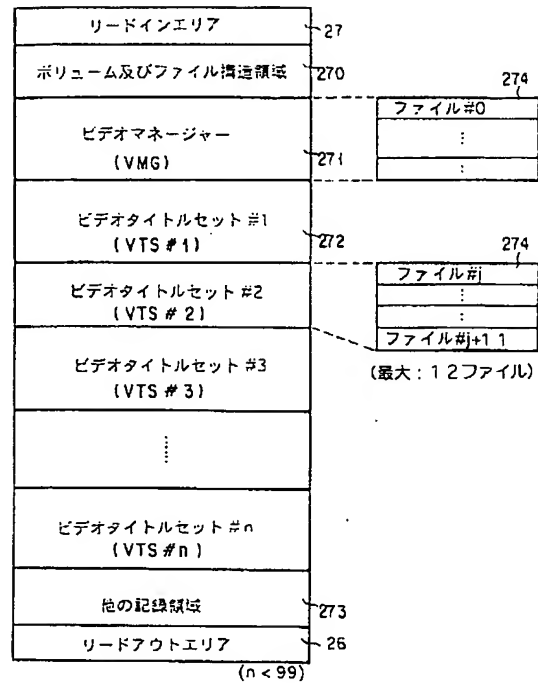 リードインエリア
27
ボリューム及びファイル構造領域
270
ビデオマネージャー
(VMG)
271
274
ファイル#0
⋮
:
ビデオタイトルセット #1
(VTS #1)
272
ビデオタイトルセット #2
(VTS # 2)
274
ファイル#j
⋮
:
ファイル#j+1 1
(最大 : 1 2ファイル)
ビデオタイトルセット #3
(VTS # 3)
⋮
ビデオタイトルセット #n
(VTS #n)
他の記録領域
273
リードアウトエリア
26
(n < 99)